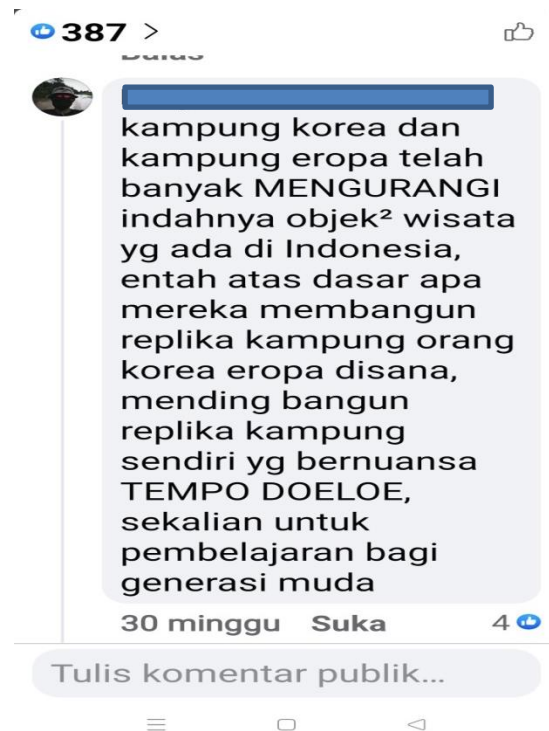 387 >
Balas
kampung korea dan
kampung eropa telah
banyak MENGURANGI
indahnya objek² wisata
yg ada di Indonesia,
entah atas dasar apa
mereka membangun
replika kampung orang
korea eropa disana,
mending bangun
replika kampung
sendiri yg bernuansa
TEMPO DOELOE,
sekalian untuk
pembelajaran bagi
generasi muda
30 minggu Suka 4
Tulis komentar publik...